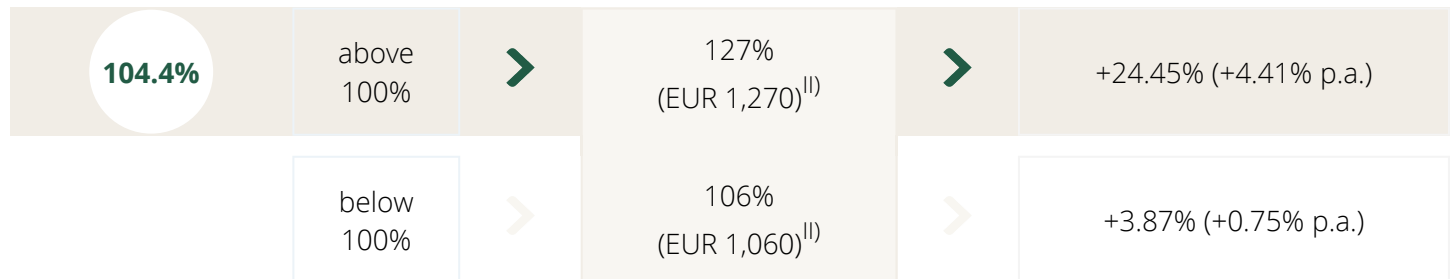 104.4%
above
100%
127%
(EUR 1,270)II)
+24.45% (+4.41% p.a.)
below
100%
106%
(EUR 1,060)II)
+3.87% (+0.75% p.a.)